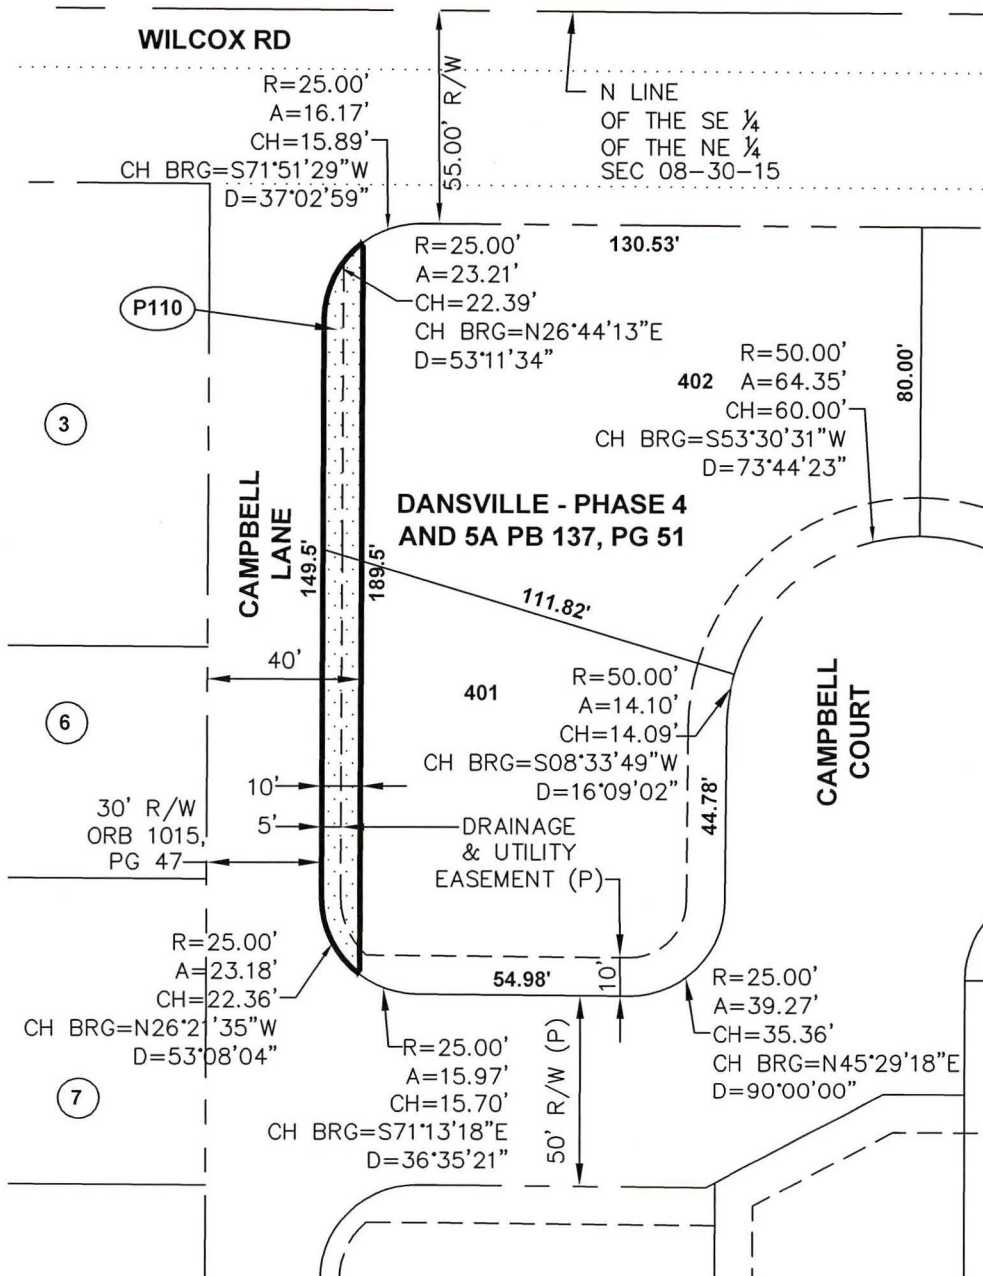 WILCOX RD
R=25.00'
A=16.17'
CH=15.89'
CH BRG=S71°51'29"W
D=37°02'59"
55.00' R/W
N LINE
OF THE SE ¼
OF THE NE ¼
SEC 08-30-15
R=25.00'
A=23.21'
CH=22.39'
CH BRG=N26°44'13"E
D=53°11'34"
130.53'
P110
3
R=50.00'
402 A=64.35'
CH=60.00'
CH BRG=S53°30'31"W
D=73°44'23"
80.00'
DANSVILLE - PHASE 4
AND 5A PB 137, PG 51
CAMPBELL
LANE
149.5'
189.5'
111.82'
40'
401
R=50.00'
A=14.10'
CH=14.09'
CH BRG=S08°33'49"W
D=16°09'02"
CAMPBELL
COURT
6
10'
5'
30' R/W
ORB 1015,
PG 47
DRAINAGE
& UTILITY
EASEMENT (P)
44.78'
R=25.00'
A=23.18'
CH=22.36'
CH BRG=N26°21'35"W
D=53°08'04"
54.98'
10'
R=25.00'
A=39.27'
CH=35.36'
CH BRG=N45°29'18"E
D=90°00'00"
7
R=25.00'
A=15.97'
CH=15.70'
CH BRG=S71°13'18"E
D=36°35'21"
50' R/W (P)